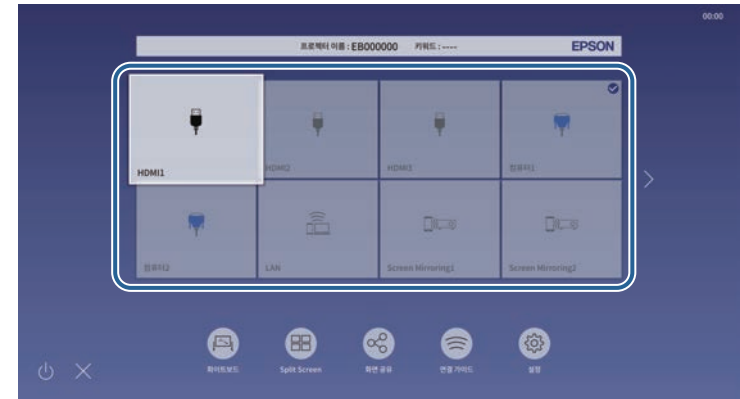 00:00
프로젝터 이름 : EB000000 키워드 : ---- EPSON
HDMI1 HDMI2 HDMI3 컴퓨터1
컴퓨터2 LAN Screen Mirroring1 Screen Mirroring2
화이트보드 Split Screen 화면 공유 연결 가이드 설정